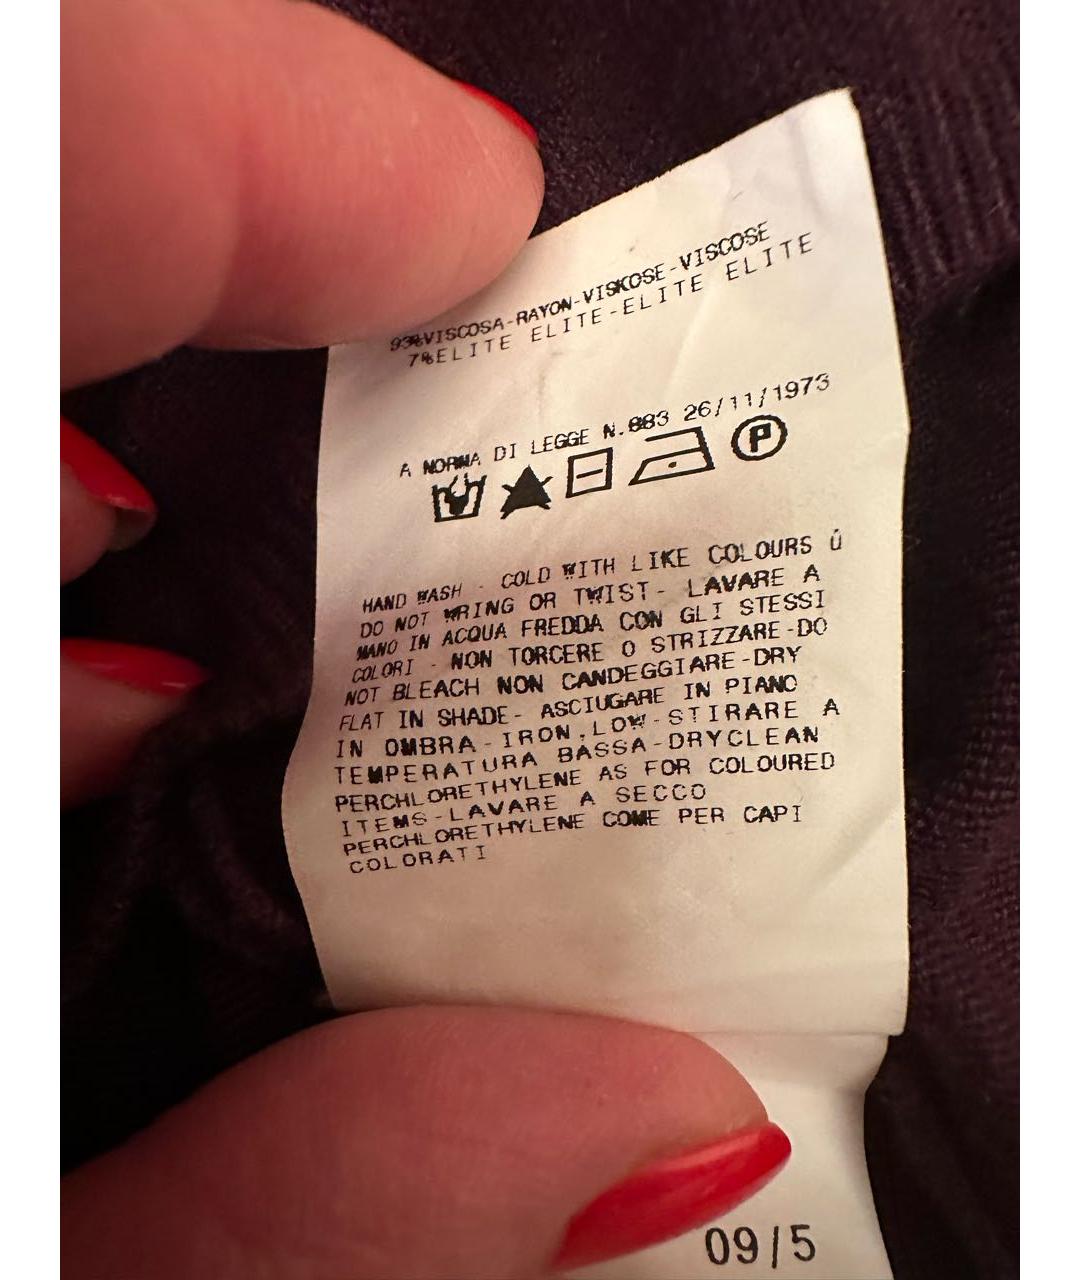 93%VISCOSA-RAYON-VISKOSE-VISCOSE
7%ELITE ELITE-ELITE ELITE
A NORMA DI LEGGE N.883 26/11/1973
P
HAND WASH - COLD WITH LIKE COLOURS Ú
DO NOT WRING OR TWIST- LAVARE A
MANO IN ACQUA FREDDA CON GLI STESSI
COLORI - NON TORCERE O STRIZZARE-DO
NOT BLEACH NON CANDEGGIARE-DRY
FLAT IN SHADE- ASCIUGARE IN PIANO
IN OMBRA-IRON,LOW-STIRARE A
TEMPERATURA BASSA-DRYCLEAN
PERCHLORETHYLENE AS FOR COLOURED
ITEMS-LAVARE A SECCO
PERCHLORETHYLENE COME PER CAPI
COLORATI
09/5